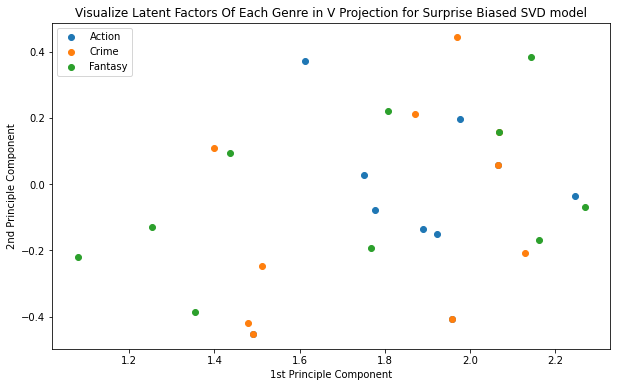 Visualize Latent Factors Of Each Genre in V Projection for Surprise Biased SVD model
Action
Crime
Fantasy
0.4
0.2
0.0
−0.2
−0.4
2nd Principle Component
1.2
1.4
1.6
1.8
2.0
2.2
1st Principle Component